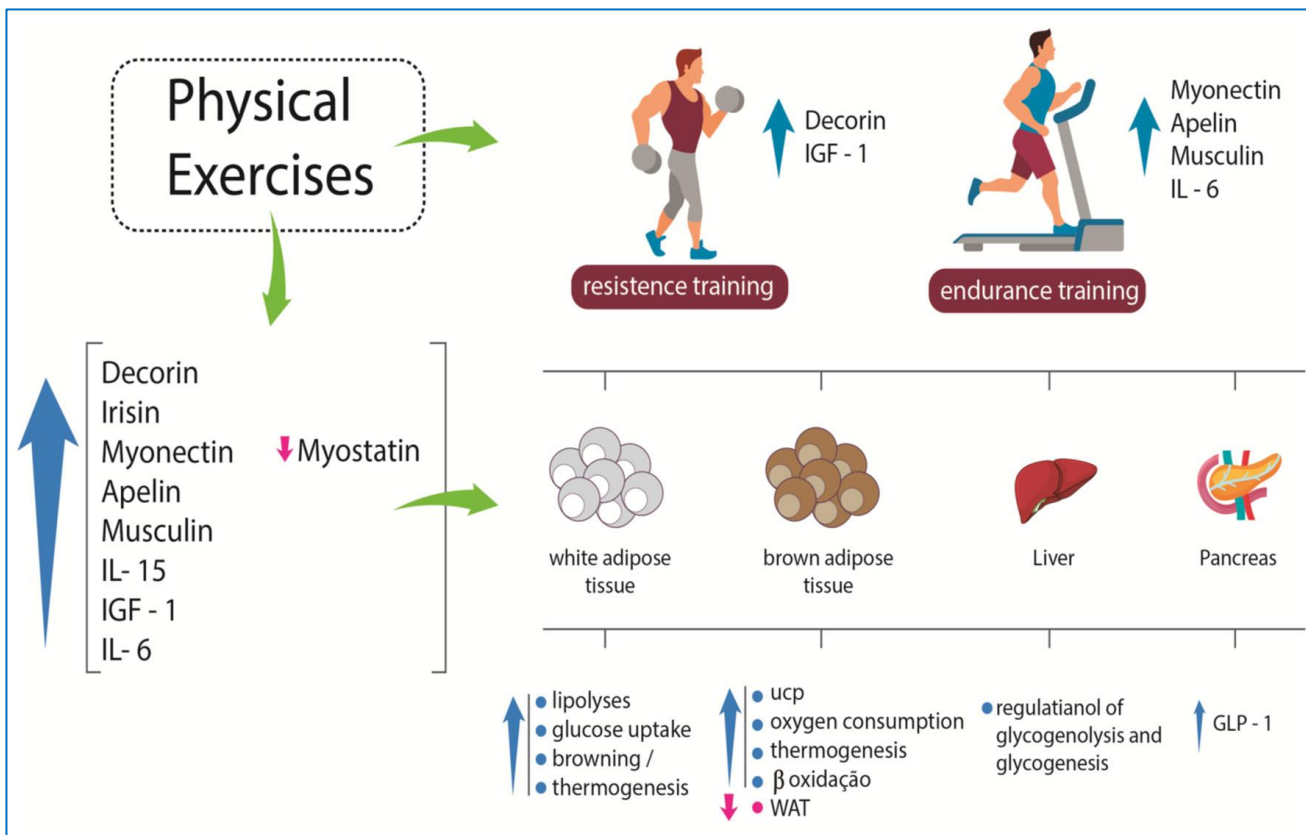 Physical
Exercises
Decorin
IGF - 1
Myonectin
Apelin
Musculin
IL - 6
resistence training
endurance training
Decorin
Irisin
Myonectin
Apelin
Musculin
IL- 15
IGF - 1
IL- 6
Myostatin
white adipose
tissue
brown adipose
tissue
Liver
Pancreas
lipolyses
glucose uptake
browning /
thermogenesis
ucp
oxygen consumption
thermogenesis
β oxidação
WAT
regulatianol of
glycogenolysis and
glycogenesis
GLP - 1